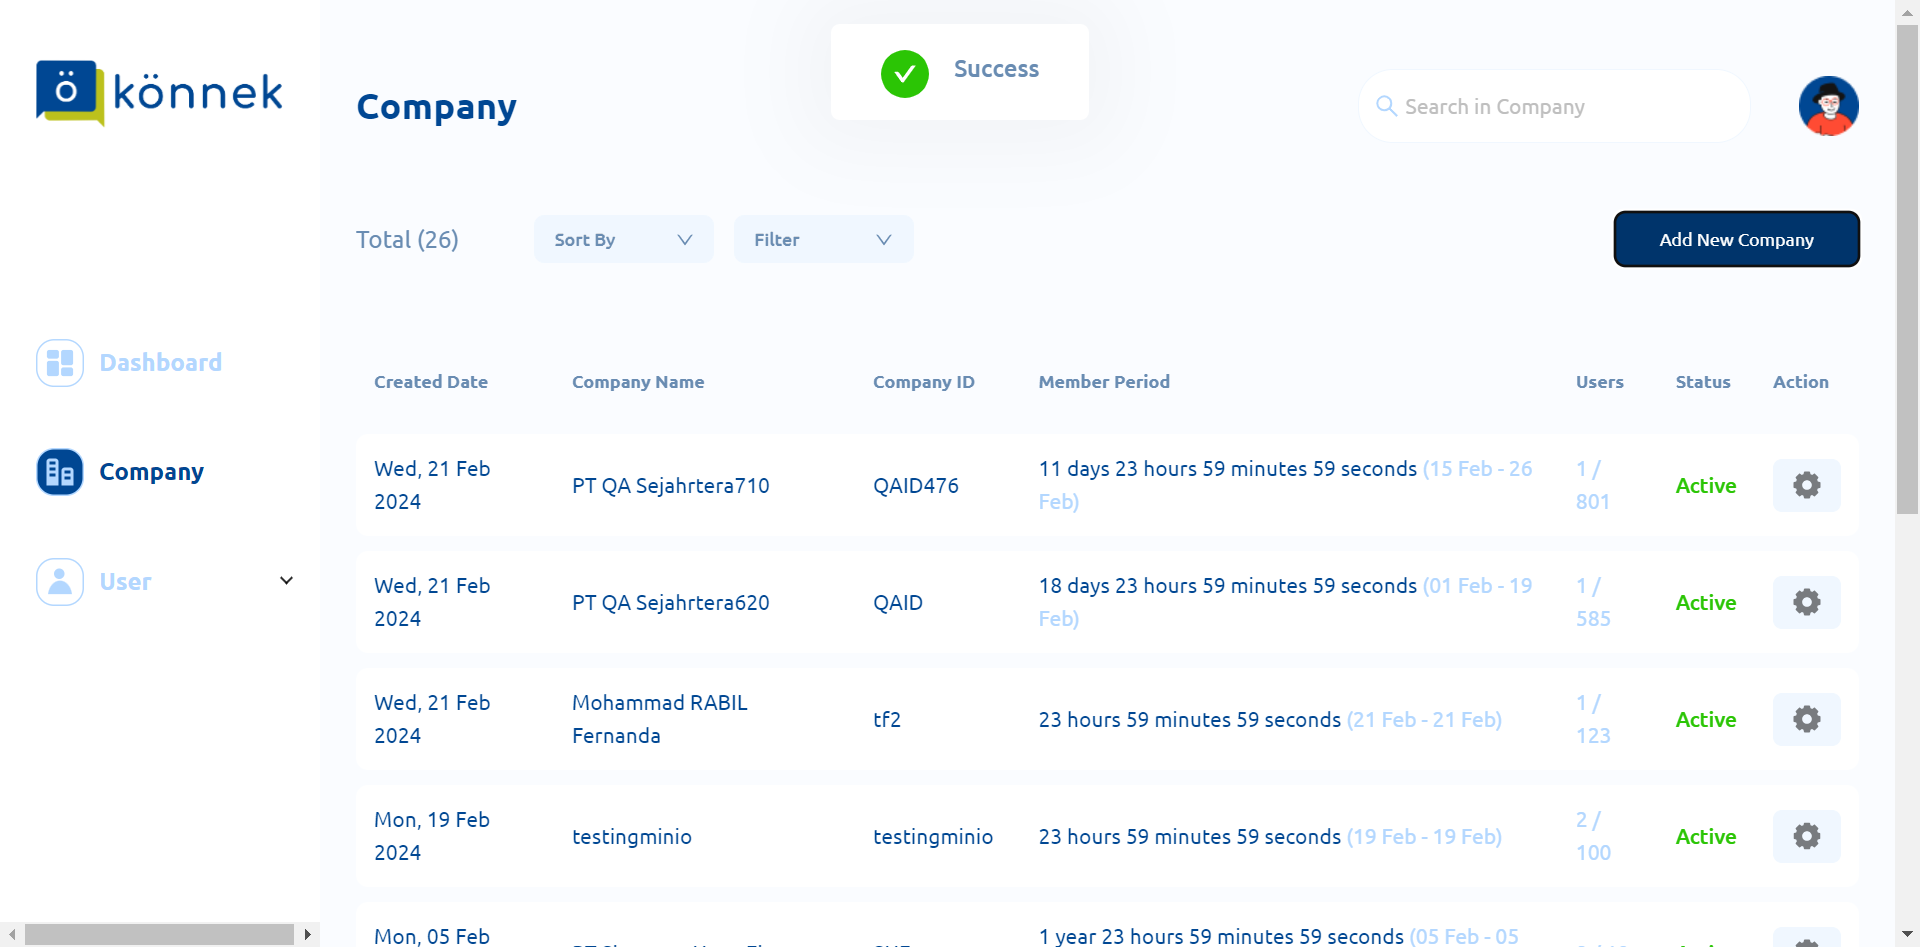 ö könnek
Company
Success
Search in Company
Total (26)
Sort By
Filter
Add New Company
Dashboard
Company
User
Created Date
Company Name
Company ID
Member Period
Users
Status
Action
Wed, 21 Feb
2024
PT QA Sejahrtera710
QAID476
11 days 23 hours 59 minutes 59 seconds (15 Feb - 26
Feb)
1 /
801
Active
Wed, 21 Feb
2024
PT QA Sejahrtera620
QAID
18 days 23 hours 59 minutes 59 seconds (01 Feb - 19
Feb)
1 /
585
Active
Wed, 21 Feb
2024
Mohammad RABIL
Fernanda
tf2
23 hours 59 minutes 59 seconds (21 Feb - 21 Feb)
1 /
123
Active
Mon, 19 Feb
2024
testingminio
testingminio
23 hours 59 minutes 59 seconds (19 Feb - 19 Feb)
2 /
100
Active
Mon, 05 Feb
1 year 23 hours 59 minutes 59 seconds (05 Feb - 05